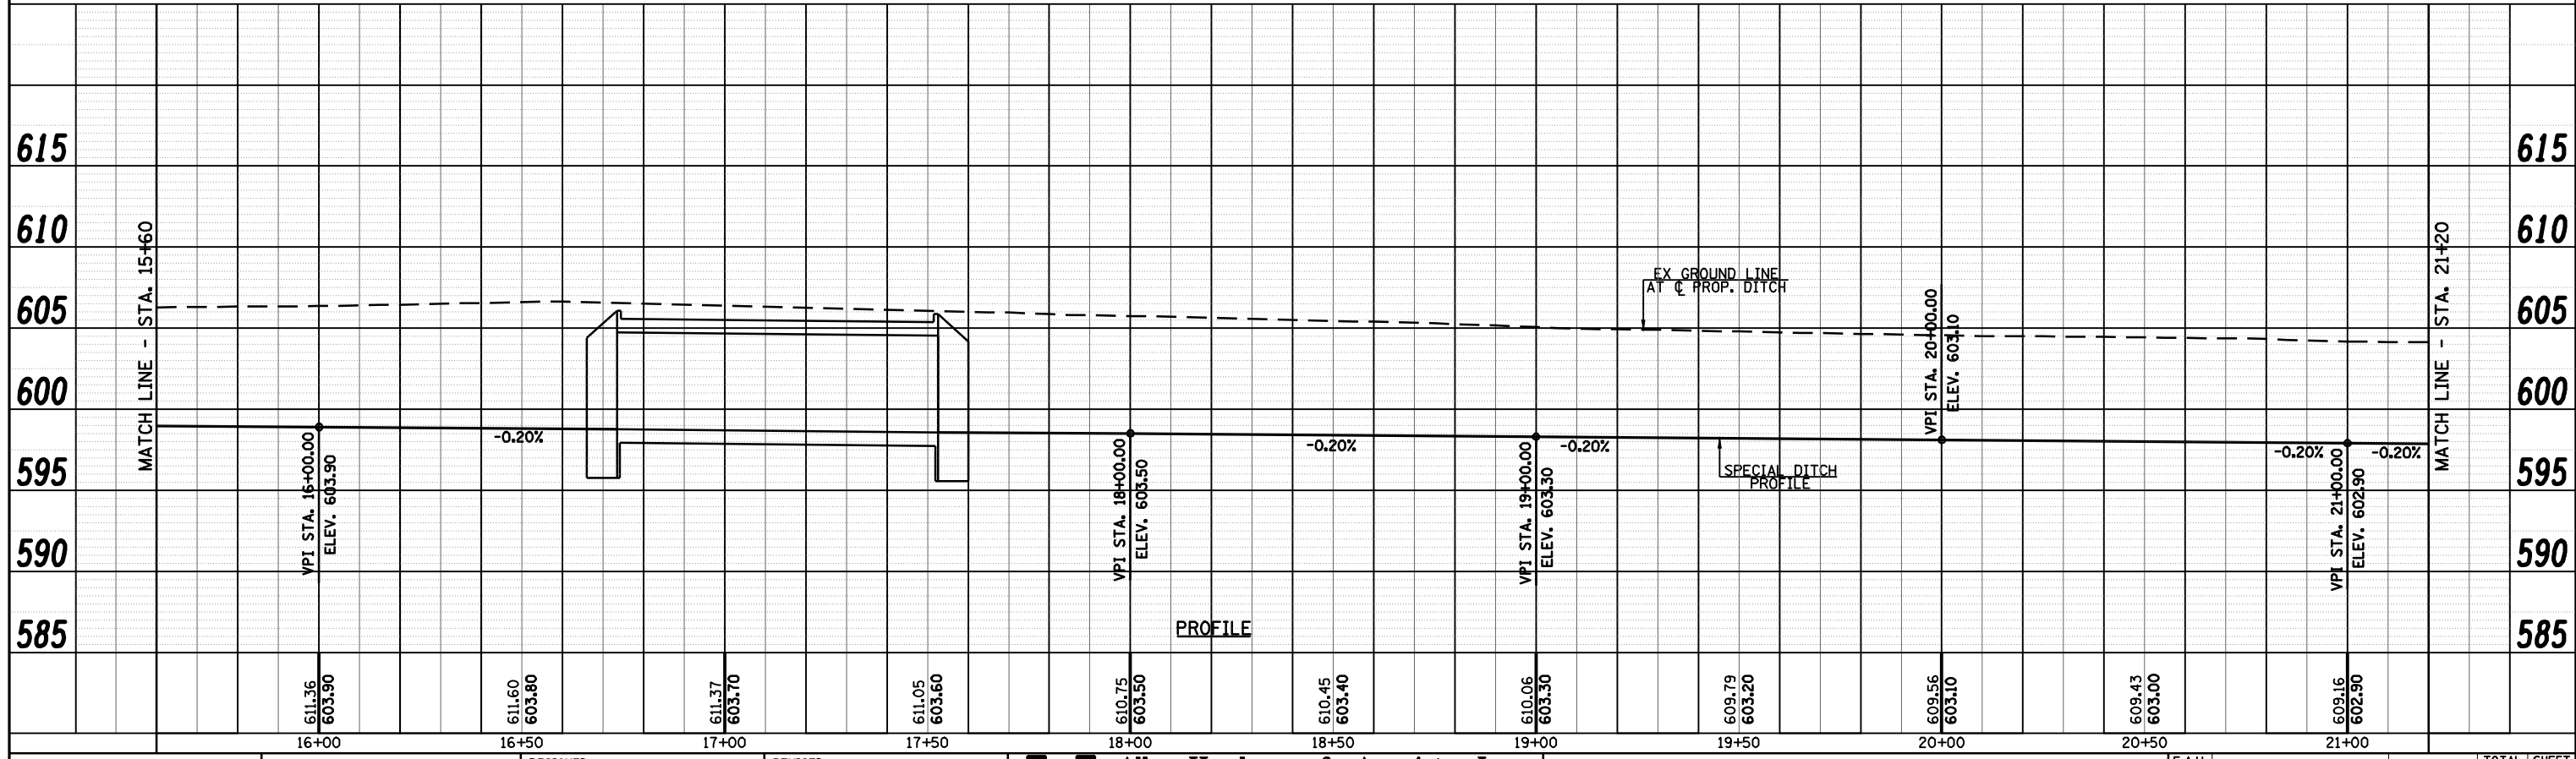 615 615
610 610
605 605
600 600
595 595
590 590
585 585
MATCH LINE - STA. 15+60
MATCH LINE - STA. 21+20
EX GROUND LINE
AT ℄ PROP. DITCH
SPECIAL DITCH
PROFILE
-0.20%
-0.20%
-0.20%
-0.20%
-0.20%
VPI STA. 16+00.00
ELEV. 603.90
VPI STA. 18+00.00
ELEV. 603.50
VPI STA. 19+00.00
ELEV. 603.30
VPI STA. 20+00.00
ELEV. 603.10
VPI STA. 21+00.00
ELEV. 602.90
PROFILE
611.36
603.90
611.60
603.80
611.37
603.70
611.05
603.60
610.75
603.50
610.45
603.40
610.06
603.30
609.79
603.20
609.56
603.10
609.43
603.00
609.16
602.90
16+00 16+50 17+00 17+50 18+00 18+50 19+00 19+50 20+00 20+50 21+00